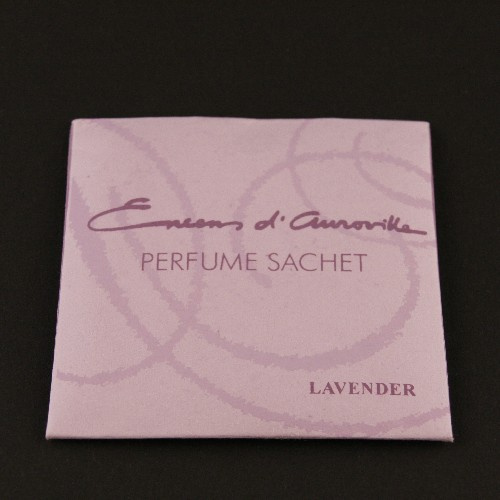 Encens d'Auroville
PERFUME SACHET
LAVENDER